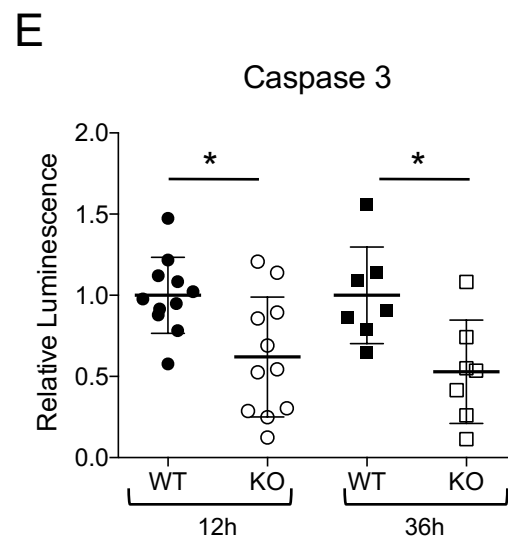 E
Caspase 3
Relative Luminescence
2.0
1.5
1.0
0.5
0.0
* *
WT KO WT KO
12h 36h